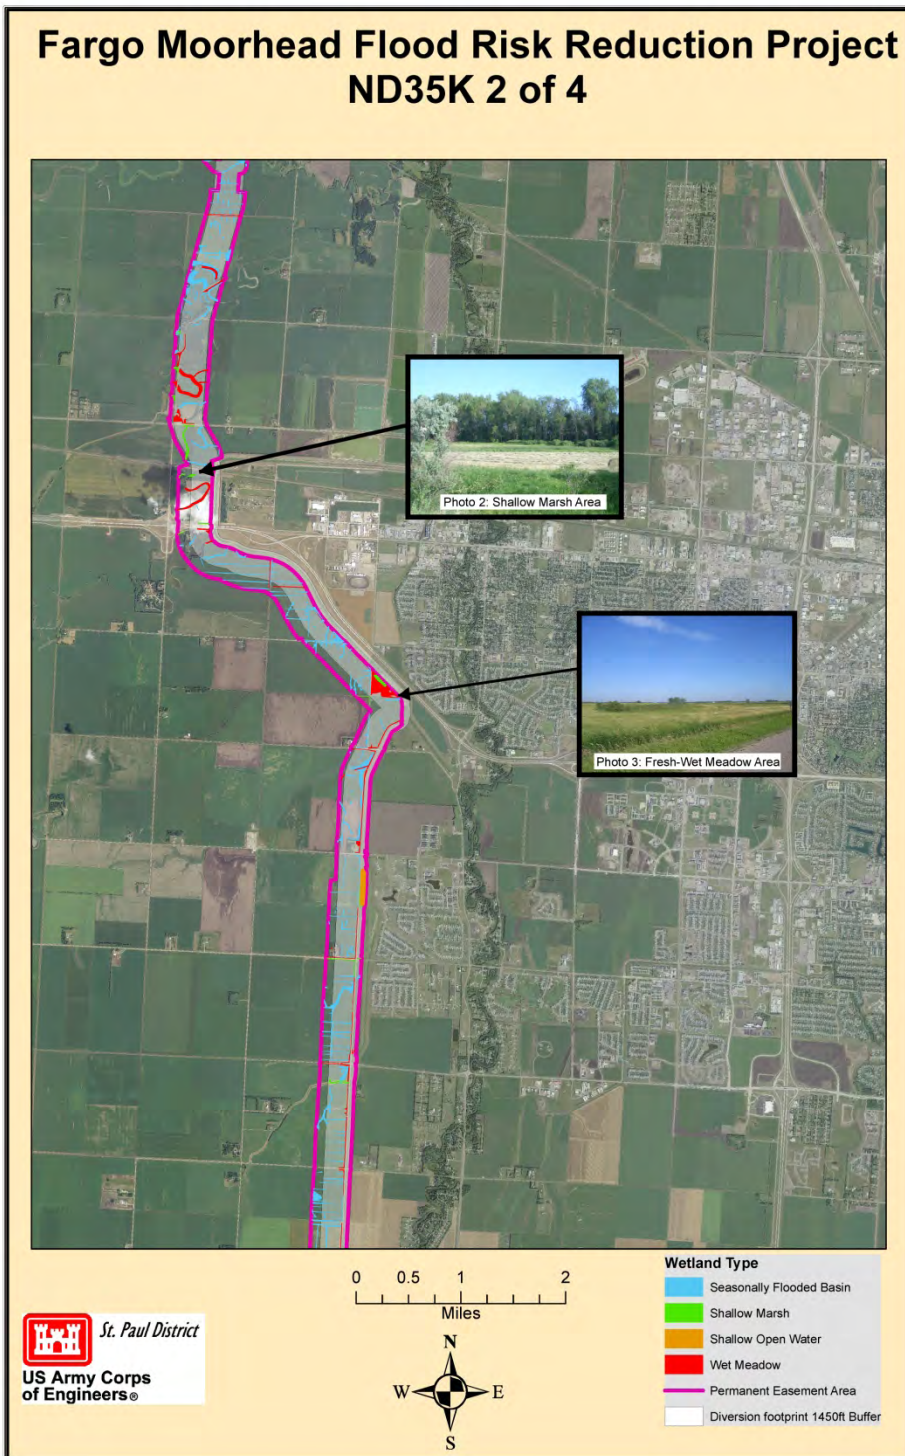 Fargo Moorhead Flood Risk Reduction Project
ND35K 2 of 4
Photo 2: Shallow Marsh Area
Photo 3: Fresh-Wet Meadow Area
0 0.5 1 2
Miles
N
W E
S
St. Paul District
US Army Corps
of Engineers®
Wetland Type
Seasonally Flooded Basin
Shallow Marsh
Shallow Open Water
Wet Meadow
Permanent Easement Area
Diversion footprint 1450ft Buffer